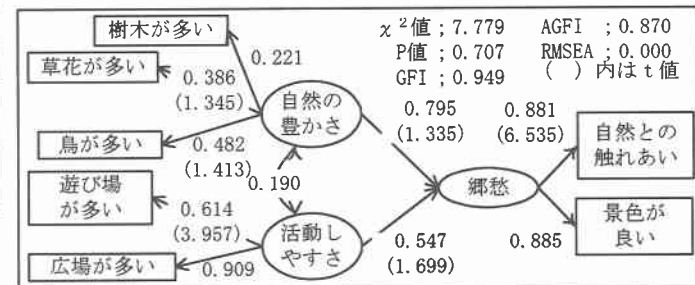 樹木が多い
草花が多い
0.221
0.386
(1.345)
鳥が多い
0.482
(1.413)
遊び場
が多い
0.614
(3.957)
広場が多い
0.909
自然の
豊かさ
0.190
活動し
やすさ
χ²値；7.779 AGFI ；0.870
P値；0.707 RMSEA；0.000
GFI；0.949 （ ）内はｔ値
0.795
(1.335)
0.547
(1.699)
郷愁
0.881
(6.535)
0.885
自然との
触れあい
景色が
良い